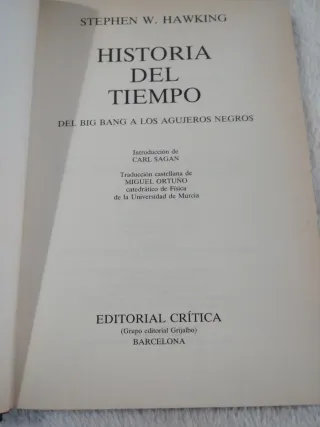 STEPHEN W. HAWKING
HISTORIA
DEL
TIEMPO
DEL BIG BANG A LOS AGUJEROS NEGROS
Introducción de
CARL SAGAN
Traducción castellana de
MIGUEL ORTUÑO
catedrático de Física
de la Universidad de Murcia
EDITORIAL CRÍTICA
(Grupo editorial Grijalbo)
BARCELONA